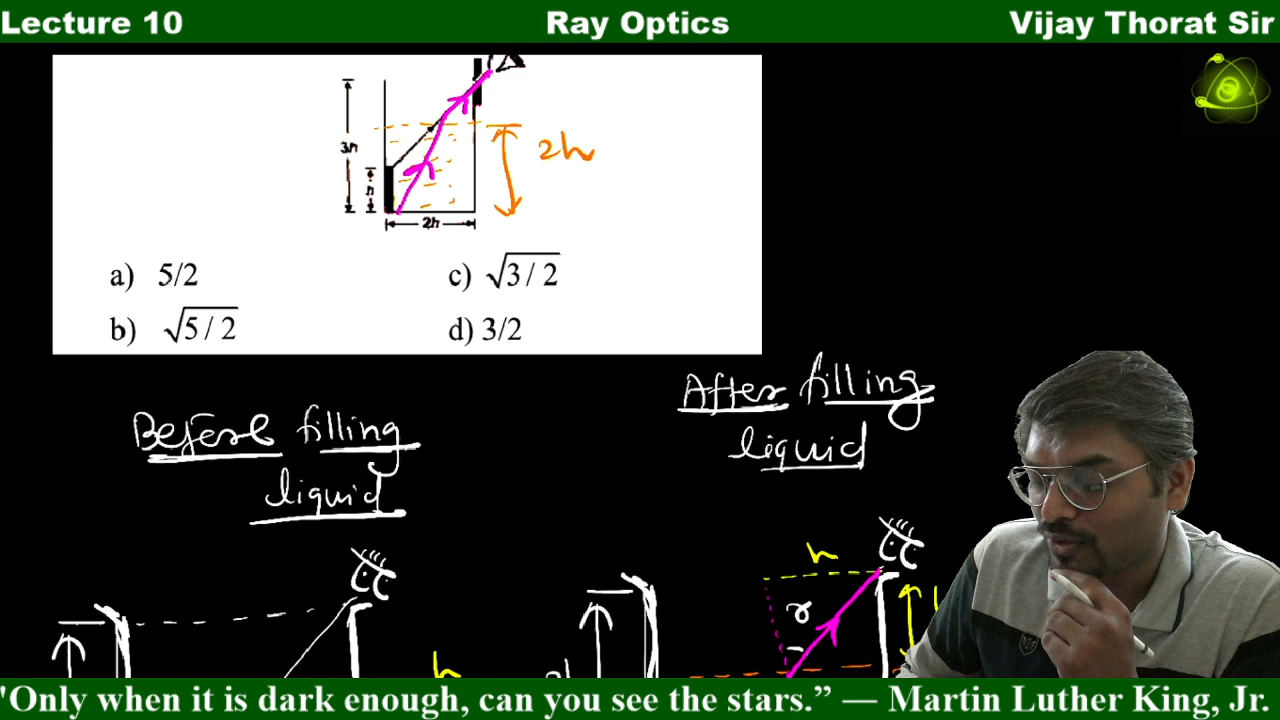 Lecture 10 Ray Optics Vijay Thorat Sir
3h
h
2h
2h
a) 5/2
c) √3 / 2
b) √5 / 2
d) 3/2
Before filling
liquid
After filling
liquid
h
r
h
"Only when it is dark enough, can you see the stars.” — Martin Luther King, Jr.